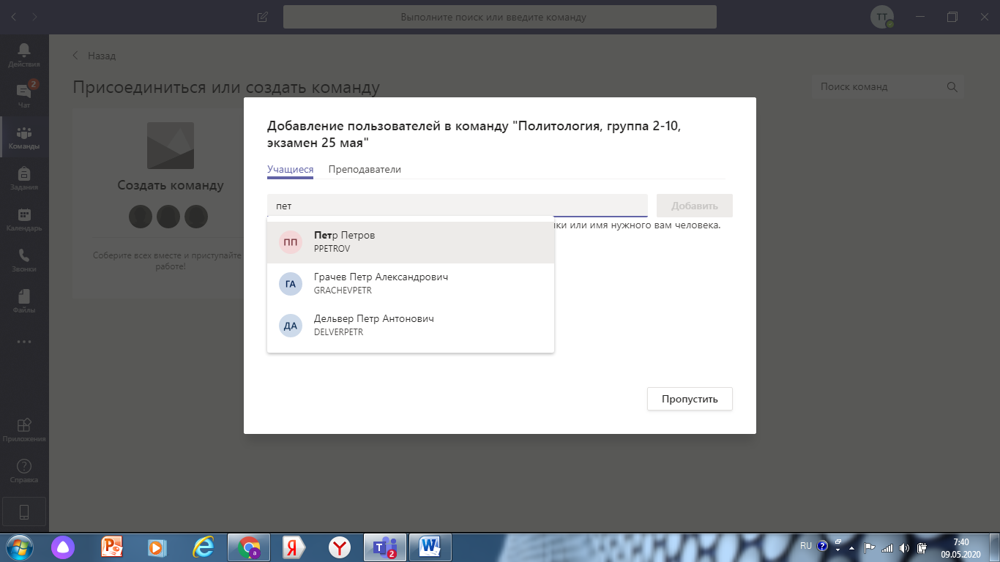 Выполните поиск или введите команду
ТТ
Действия
2
Чат
Команды
Задания
Календарь
Звонки
Файлы
Приложения
Справка
Назад
Присоединиться или создать команду
Поиск команд
Создать команду
Соберите всех вместе и приступайте
работе!
Добавление пользователей в команду "Политология, группа 2-10,
экзамен 25 мая"
Учащиеся Преподаватели
пет
Добавить
или имя нужного вам человека.
ПП
Петр Петров
PPETROV
ГА
Грачев Петр Александрович
GRACHEVPETR
ДА
Дельвер Петр Антонович
DELVERPETR
Пропустить
RU
7:40
09.05.2020
2